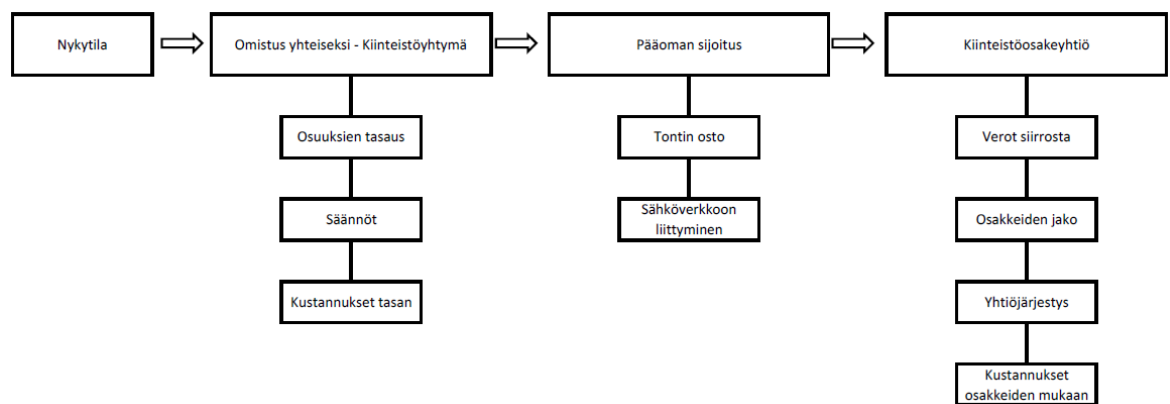 Nykytila
Omistus yhteiseksi - Kiinteistöyhtymä
Pääoman sijoitus
Kiinteistöosakeyhtiö
Osuuksien tasaus
Säännöt
Kustannukset tasan
Tontin osto
Sähköverkkoon
liittyminen
Verot siirrosta
Osakkeiden jako
Yhtiöjärjestys
Kustannukset
osakkeiden mukaan